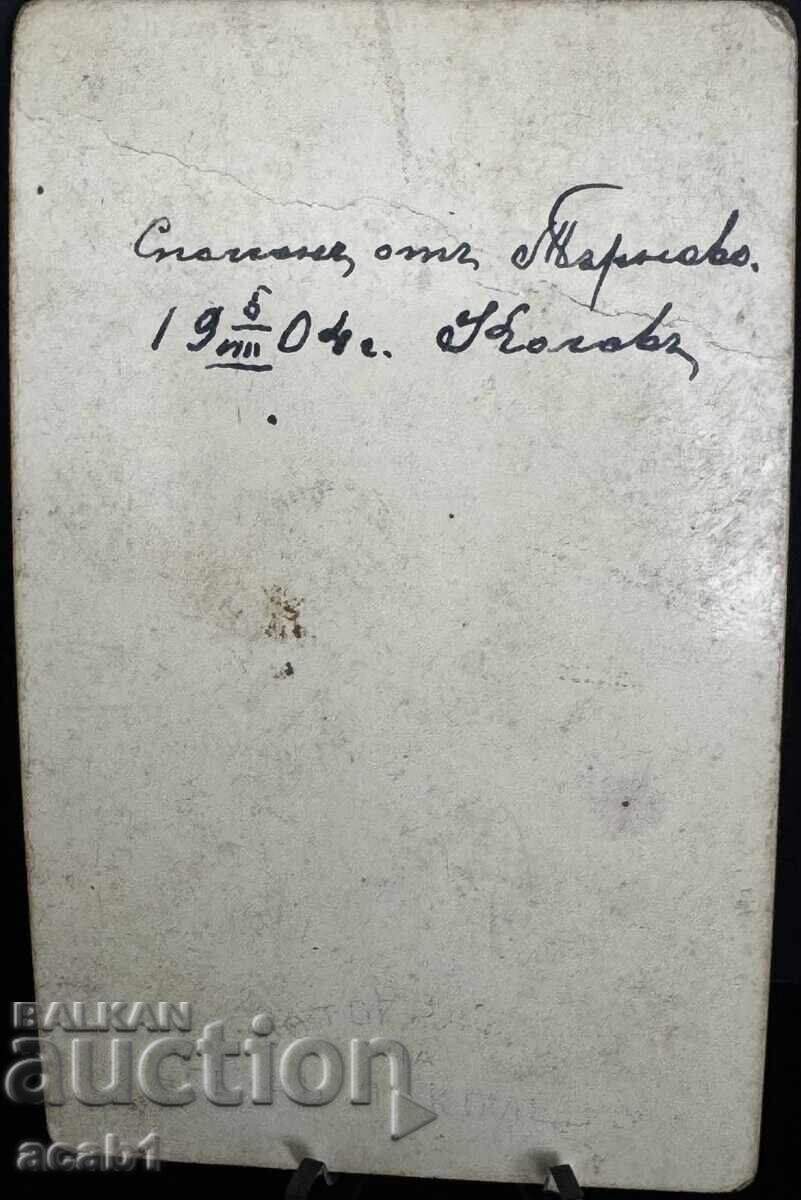 Споменъ отъ Търново.
19 5/VIII 04 г.
BALKAN
auction
acab1